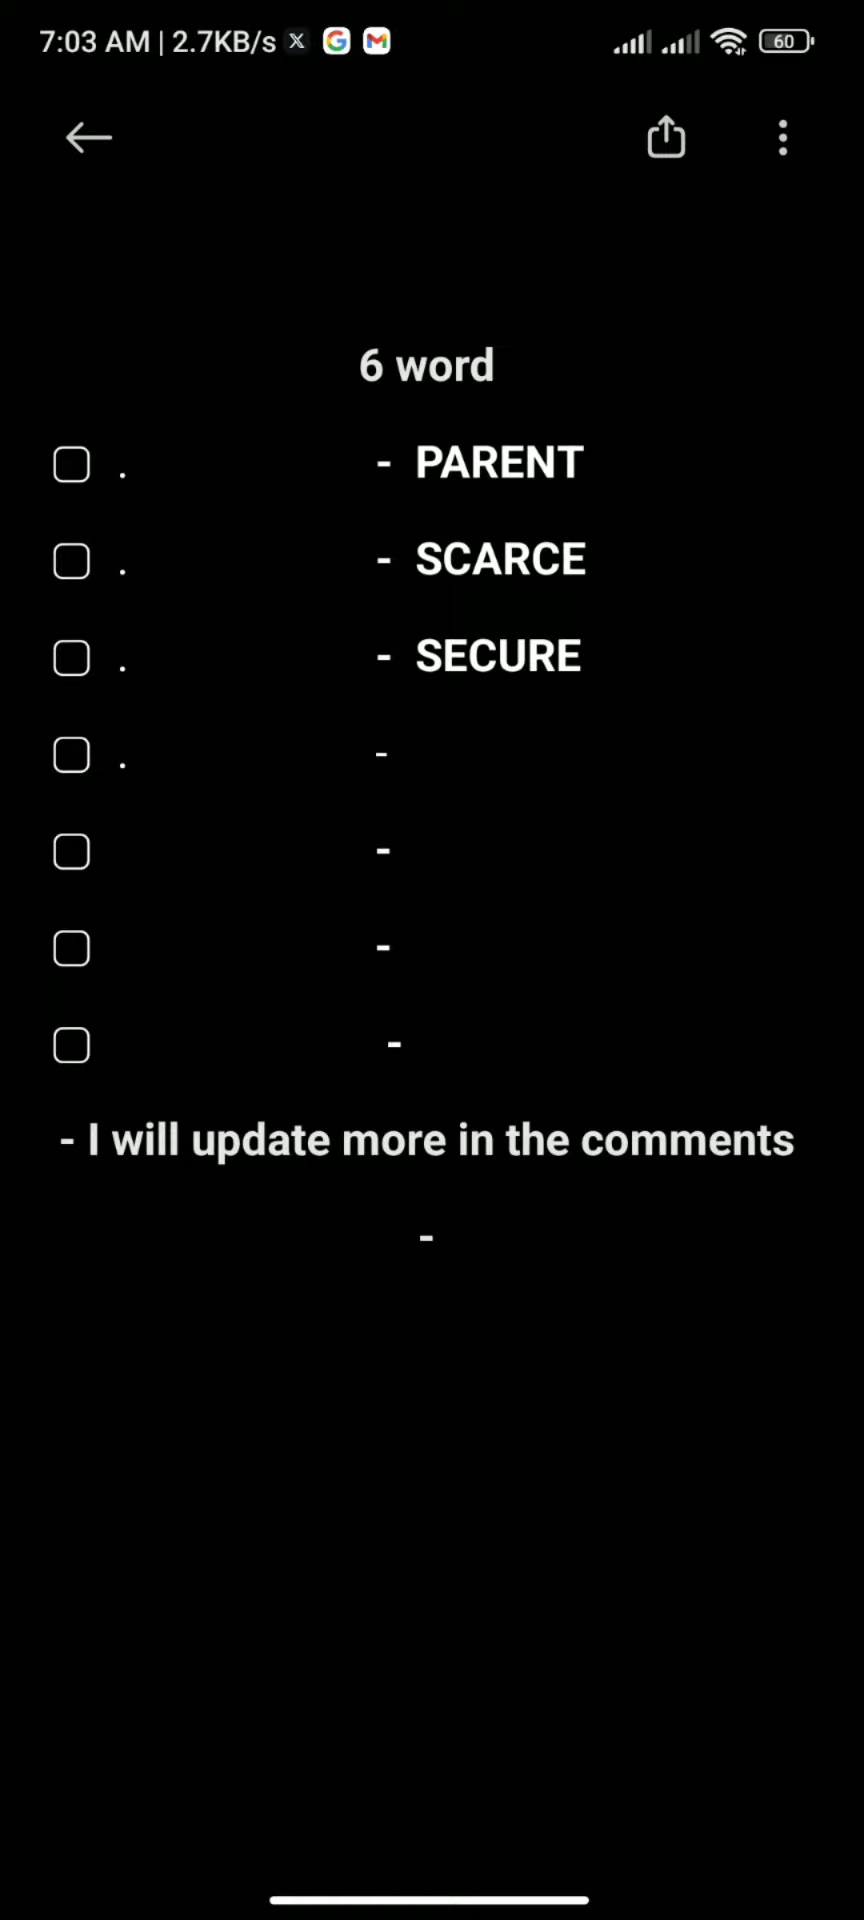 7:03 AM | 2.7KB/s X G M 60
6 word
. - PARENT
. - SCARCE
. - SECURE
. -
-
-
-
- I will update more in the comments
-